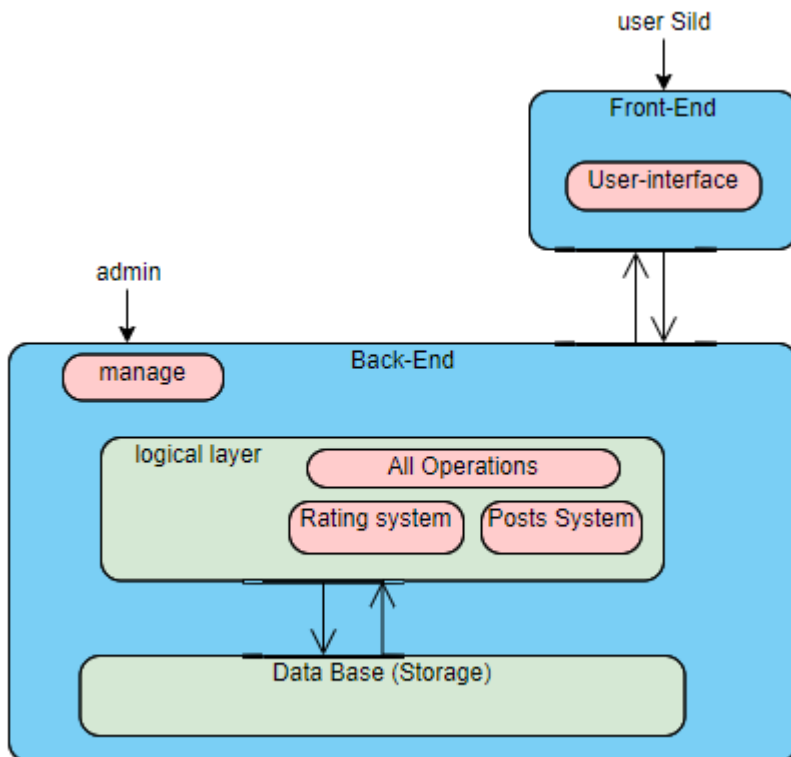 user Sild
Front-End
User-interface
admin
Back-End
manage
logical layer
All Operations
Rating system
Posts System
Data Base (Storage)